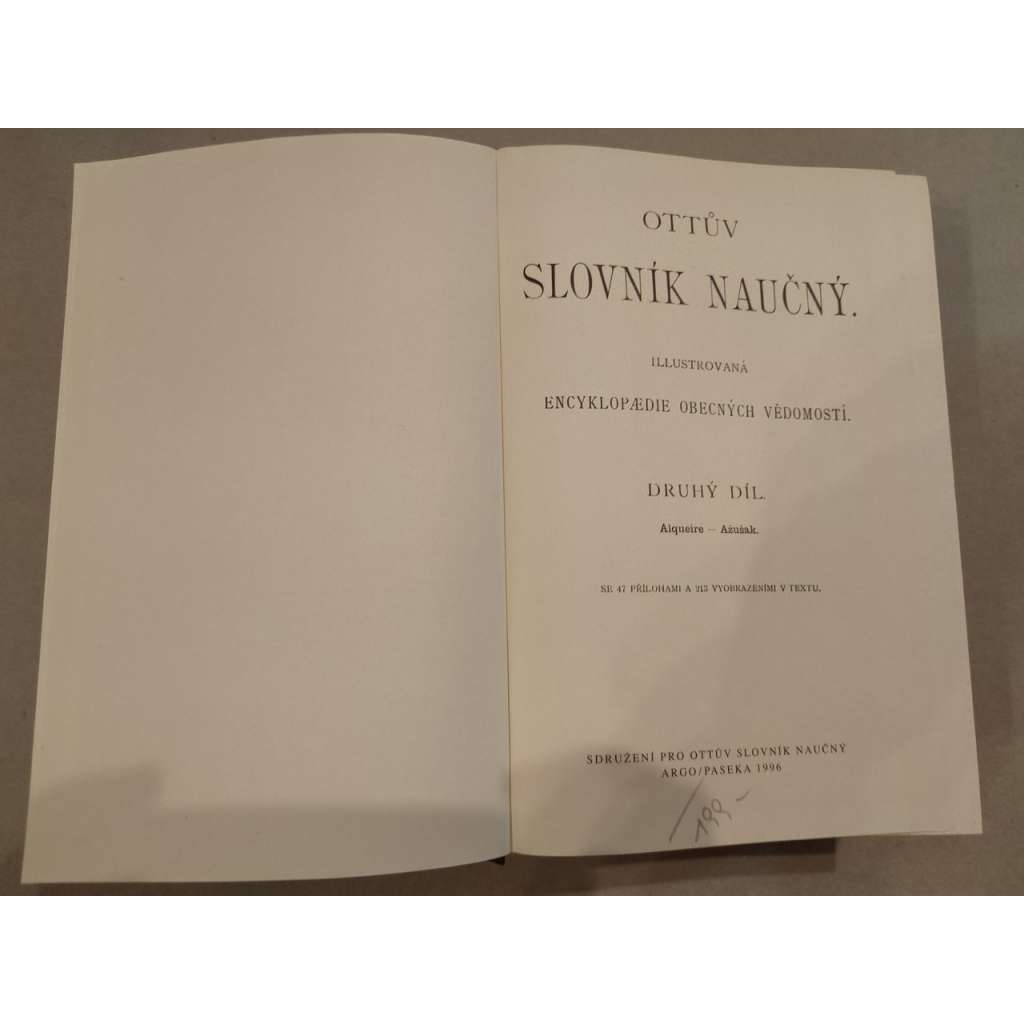 OTTŮV
SLOVNÍK NAUČNÝ.
ILLUSTROVANÁ
ENCYKLOPÆDIE OBECNÝCH VĚDOMOSTÍ.
DRUHÝ DÍL.
Alqueire – Ažušak.
SE 47 PŘÍLOHAMI A 213 VYOBRAZENÍMI V TEXTU.
SDRUŽENÍ PRO OTTŮV SLOVNÍK NAUČNÝ
ARGO/PASEKA 1996
199,–